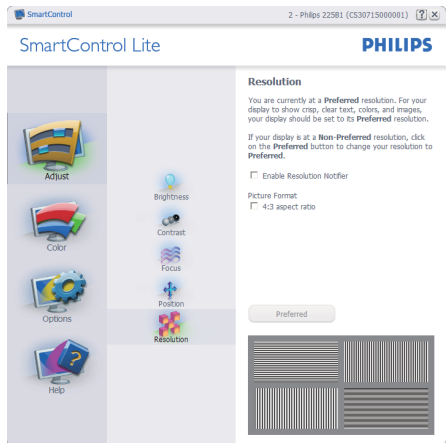 SmartControl
2 - Philips 225B1 (CS30715000001)
? X
SmartControl Lite
PHILIPS
Adjust
Color
Options
Help
Brightness
Contrast
Focus
Position
Resolution
Resolution
You are currently at a Preferred resolution. For your
display to show crisp, clear text, colors, and images,
your display should be set to its Preferred resolution.
If your display is at a Non-Preferred resolution, click
on the Preferred button to change your resolution to
Preferred.
Enable Resolution Notifier
Picture Format
4:3 aspect ratio
Preferred